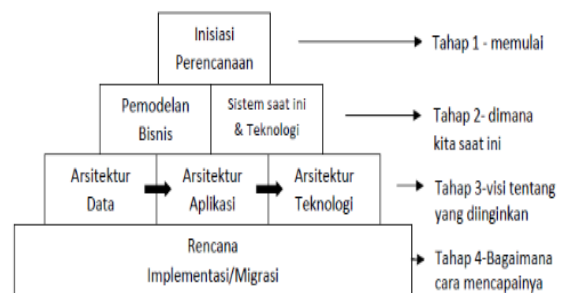 Inisiasi
Perencanaan
Tahap 1 - memulai
Pemodelan
Bisnis
Sistem saat ini
& Teknologi
Tahap 2- dimana
kita saat ini
Arsitektur
Data
Arsitektur
Aplikasi
Arsitektur
Teknologi
Tahap 3-visi tentang
yang diinginkan
Rencana
Implementasi/Migrasi
Tahap 4-Bagaimana
cara mencapainya